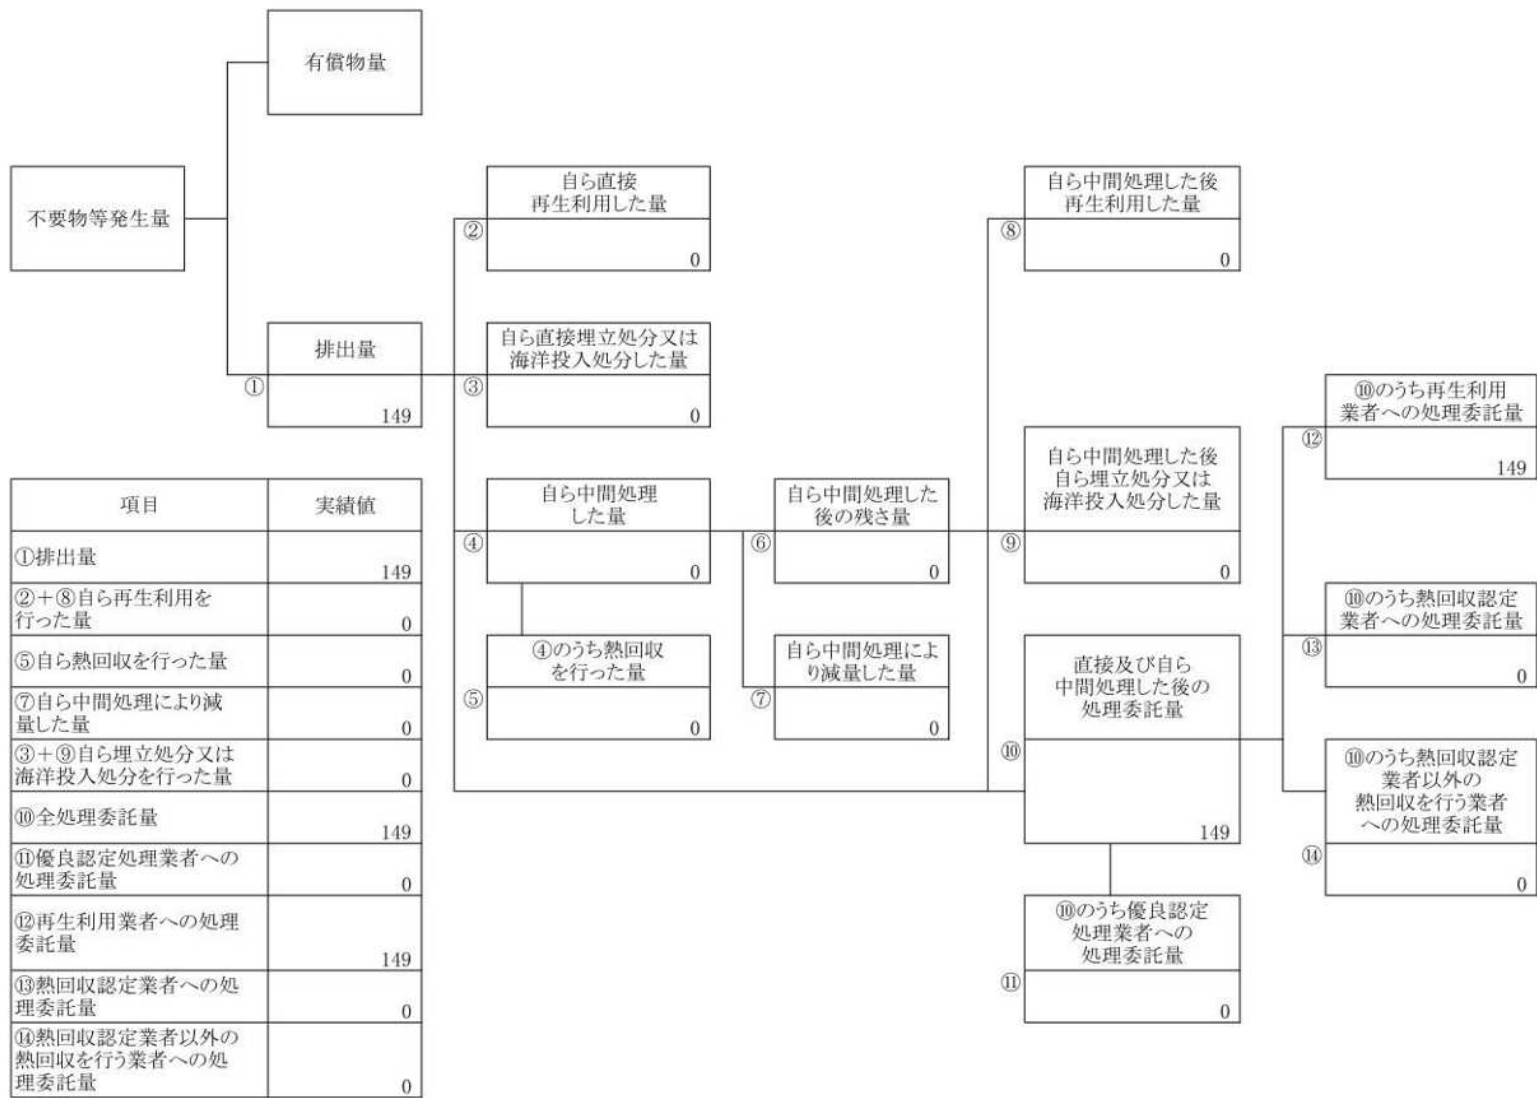 有償物量
不要物等発生量
排出量
①
149
自ら直接
再生利用した量
②
0
自ら直接埋立処分又は
海洋投入処分した量
③
0
自ら中間処理
した量
④
0
④のうち熱回収
を行った量
⑤
0
自ら中間処理した
後の残さ量
⑥
0
自ら中間処理によ
り減量した量
⑦
0
自ら中間処理した後
再生利用した量
⑧
0
自ら中間処理した後
自ら埋立処分又は
海洋投入処分した量
⑨
0
直接及び自ら
中間処理した後の
処理委託量
⑩
149
⑩のうち優良認定
処理業者への
処理委託量
⑪
0
⑩のうち再生利用
業者への処理委託量
⑫
149
⑩のうち熱回収認定
業者への処理委託量
⑬
0
⑩のうち熱回収認定
業者以外の
熱回収を行う業者
への処理委託量
⑭
0
項目 実績値
①排出量
149
②+⑧自ら再生利用を
行った量 0
⑤自ら熱回収を行った量
0
⑦自ら中間処理により減
量した量 0
③+⑨自ら埋立処分又は
海洋投入処分を行った量 0
⑩全処理委託量
149
⑪優良認定処理業者への
処理委託量 0
⑫再生利用業者への処理
委託量
149
⑬熱回収認定業者への処
理委託量 0
⑭熱回収認定業者以外の
熱回収を行う業者への処
理委託量 0